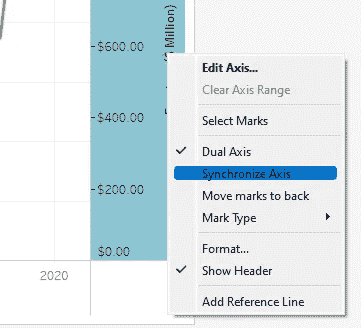 $600.00
$400.00
$200.00
$0.00
2020
$ Million)
Edit Axis...
Clear Axis Range
Select Marks
Dual Axis
Synchronize Axis
Move marks to back
Mark Type
Format...
Show Header
Add Reference Line